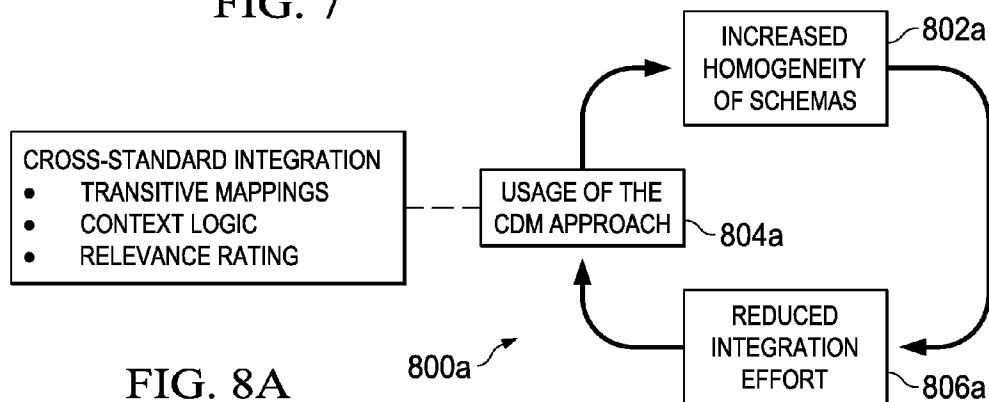 FIG. 7
INCREASED
HOMOGENEITY
OF SCHEMAS
802a
CROSS-STANDARD INTEGRATION
• TRANSITIVE MAPPINGS
• CONTEXT LOGIC
• RELEVANCE RATING
USAGE OF THE
CDM APPROACH
804a
REDUCED
INTEGRATION
EFFORT
806a
800a
FIG. 8A